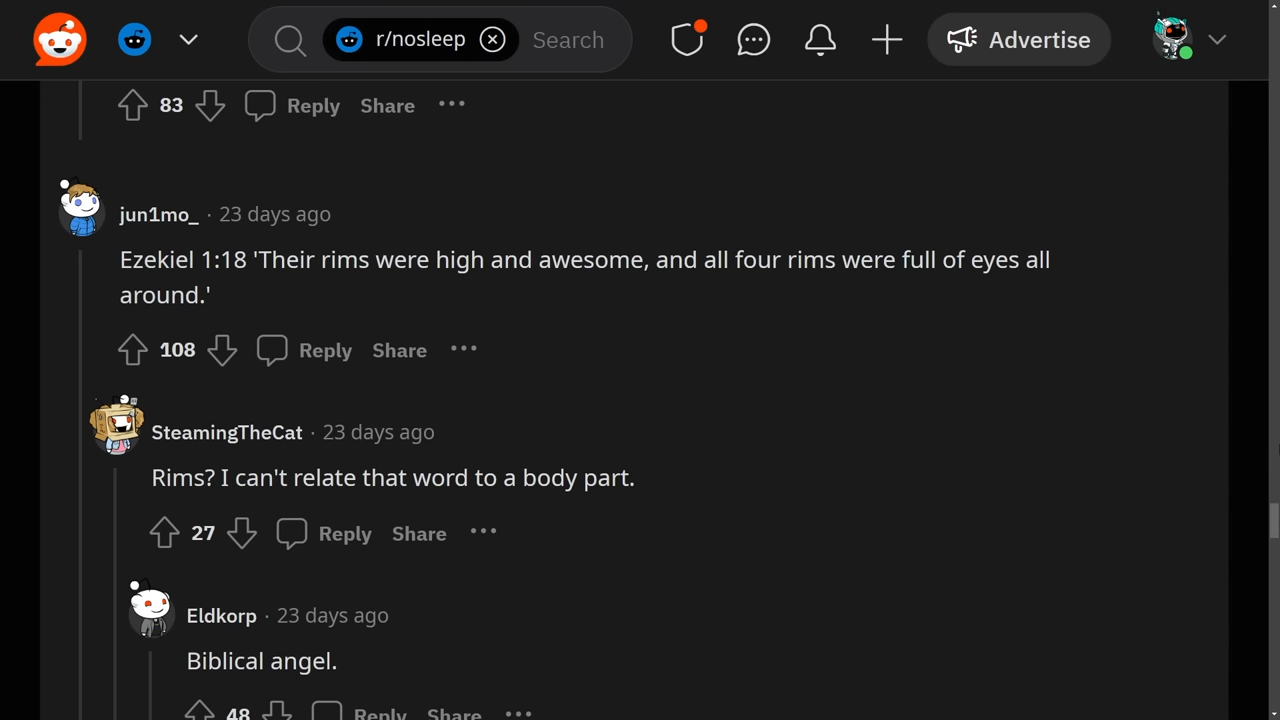 r/nosleep Search Advertise
83 Reply Share
jun1mo_ · 23 days ago
Ezekiel 1:18 'Their rims were high and awesome, and all four rims were full of eyes all
around.'
108 Reply Share
SteamingTheCat · 23 days ago
Rims? I can't relate that word to a body part.
27 Reply Share
Eldkorp · 23 days ago
Biblical angel.
48 Reply Share